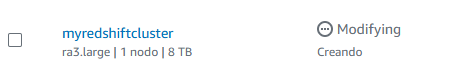 myredshiftcluster
ra3.large | 1 nodo | 8 TB
Modifying
Creando